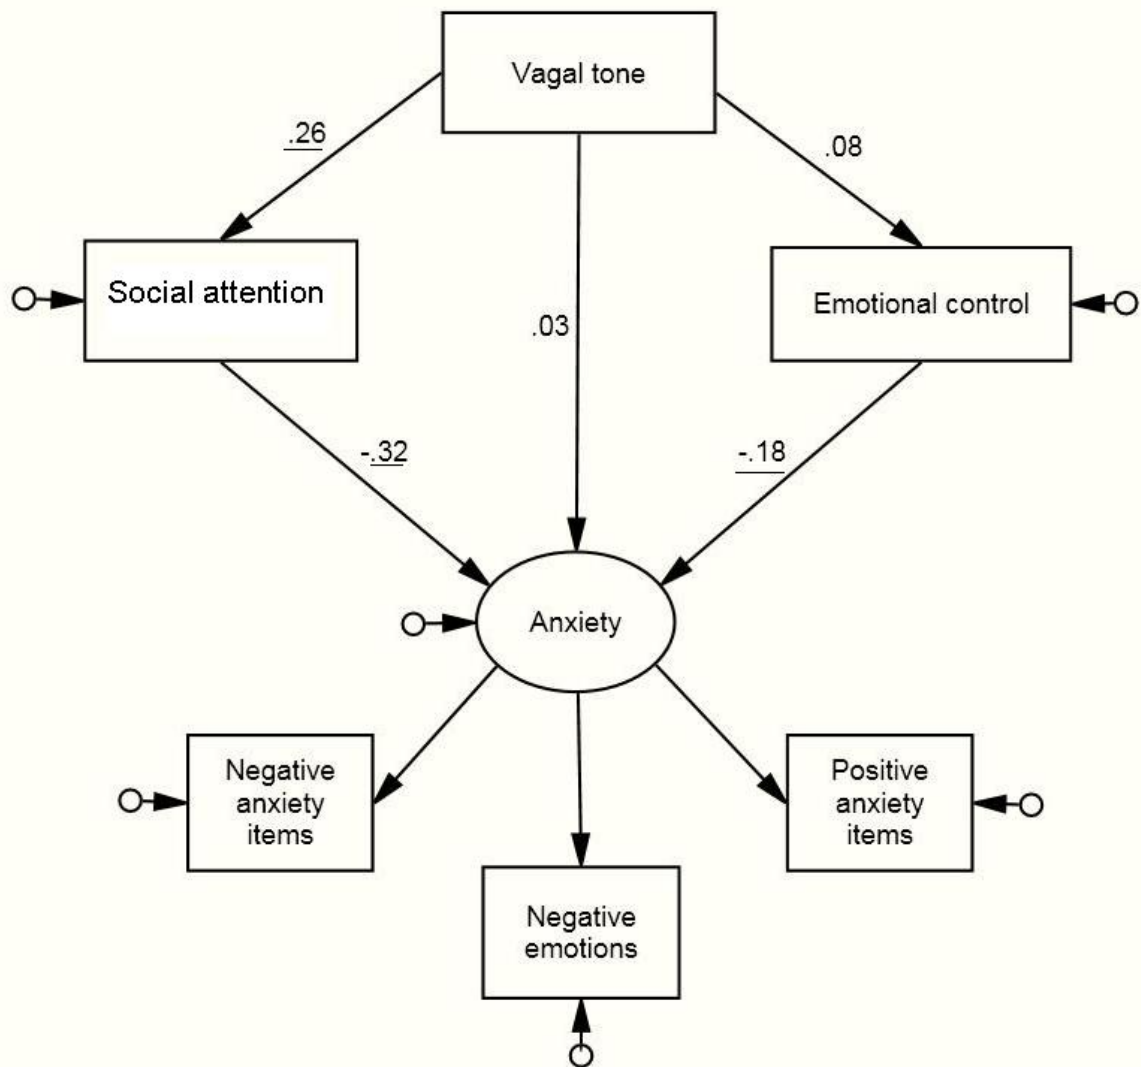 Vagal tone
.26
.08
Social attention
Emotional control
.03
-.32
-.18
Anxiety
Negative
anxiety
items
Positive
anxiety
items
Negative
emotions